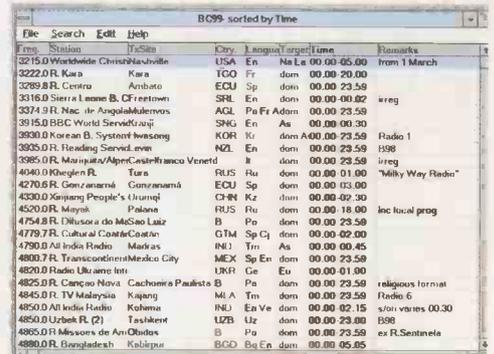 BC99- sorted by Time
File Search Edit Help
Freq. Station TxSite Ctry. Langua Target Time Remarks
3215.0 Worldwide Christi Nashville USA En Na La 00.00-05.00 from 1 March
3222.0 R. Kara Kara TGO Fr dom 00.00-20.00
3289.8 R. Centro Ambato ECU Sp dom 00.00 23.59
3316.0 Sierra Leone B. C Freetown SRL En dom 00.00-00.02 irreg
3374.9 R. Nac. de Angola Mulenvos AGL Po Fr A dom 00.00 23.59
3915.0 BBC World Servic Kranji SNG En As 00.00-00.30
3930.0 Korean B. System Hwasong KOR Kr dom A 00.00-23.59 Radio 1
3935.0 R. Reading Servic Levin NZL En dom 00.00-23.59 B98
3985.0 R. Mariquita/Alper Castelfranco Veneto It dom 00.00-23.59 irreg
4040.0 Kheglen R. Tura RUS Ru dom 00.00-01.00 "Milky Way Radio"
4270.6 R. Gonzanamá Gonzanamá ECU Sp dom 00.00 03.00
4330.0 Xinjiang People's Urumqi CHN Kz dom 00.00-02.30
4520.0 R. Mayak Palana RUS Ru dom 00.00-18.00 inc local prog
4754.8 R. Difusora do Ma Sao Luiz B Po dom 00.00 23.59
4779.7 R. Cultural Coatán Coatán GTM Sp Cj dom 00.00-02.00
4790.0 All India Radio Madras IND Tm As 00.00 00.45
4800.7 R. Transcontinent Mexico City MEX Sp En dom 00.00 23.59
4820.0 Radio Ukraine Inte UKR Ge Eu 00.00-01.00
4825.0 R. Cançao Nova Cachoeira Paulista B Po dom 00.00 23.59 religious format
4845.0 R. TV Malaysia Kajang MLA Tm dom 00.00 23.59 Radio 6
4850.0 All India Radio Kohima IND En Ve dom 00.00-02.15 s/on varies 00.30
4850.0 Uzbek R. (2) Tashkent UZB Uz dom 00.00-23.00 B98
4865.0 R Missoes de Am Obidos B Po dom 00.00 23.59 ex R.Sentinela
4880.0 R. Bangladesh Kabirpur BGD Bg En dom 00.00 05.05